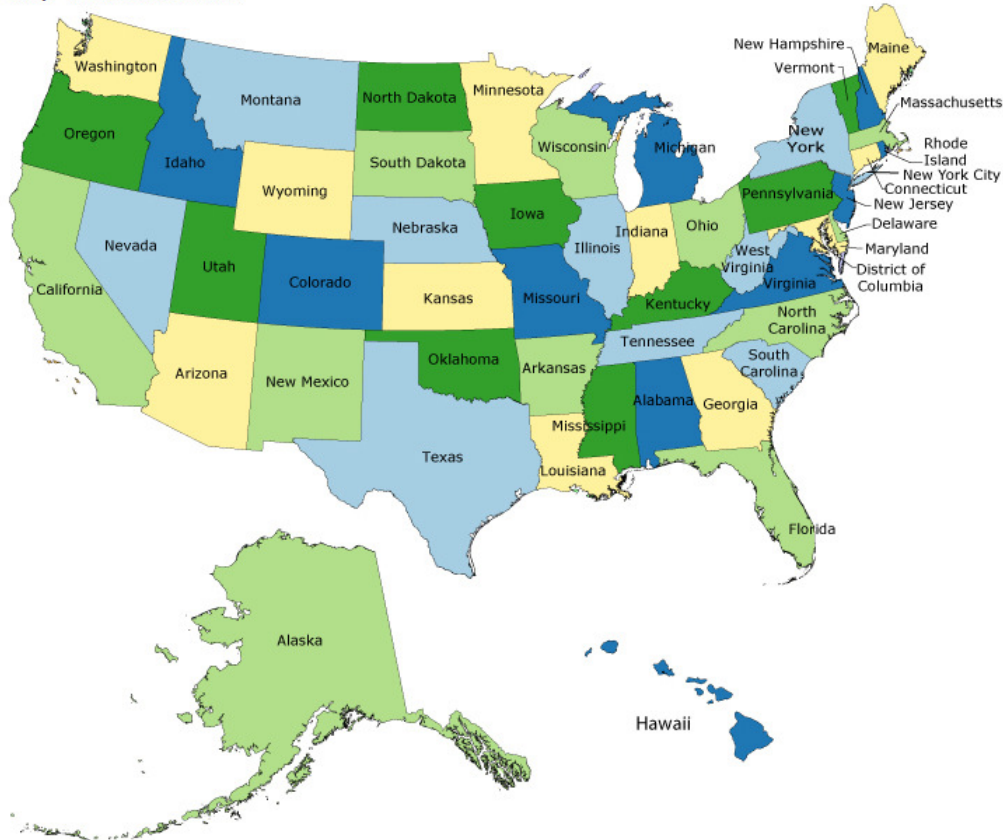 Washington
Montana
North Dakota
Minnesota
New Hampshire
Maine
Vermont
Oregon
Idaho
South Dakota
Wisconsin
Michigan
New
York
Massachusetts
Rhode
Island
New York City
Connecticut
New Jersey
Wyoming
Iowa
Pennsylvania
Nevada
Nebraska
Illinois
Indiana
Ohio
Delaware
Maryland
District of
Columbia
Utah
Colorado
California
Kansas
Missouri
West
Virginia
Virginia
Kentucky
North
Carolina
Tennessee
Arizona
New Mexico
Oklahoma
Arkansas
South
Carolina
Mississippi
Alabama
Georgia
Texas
Louisiana
Florida
Alaska
Hawaii